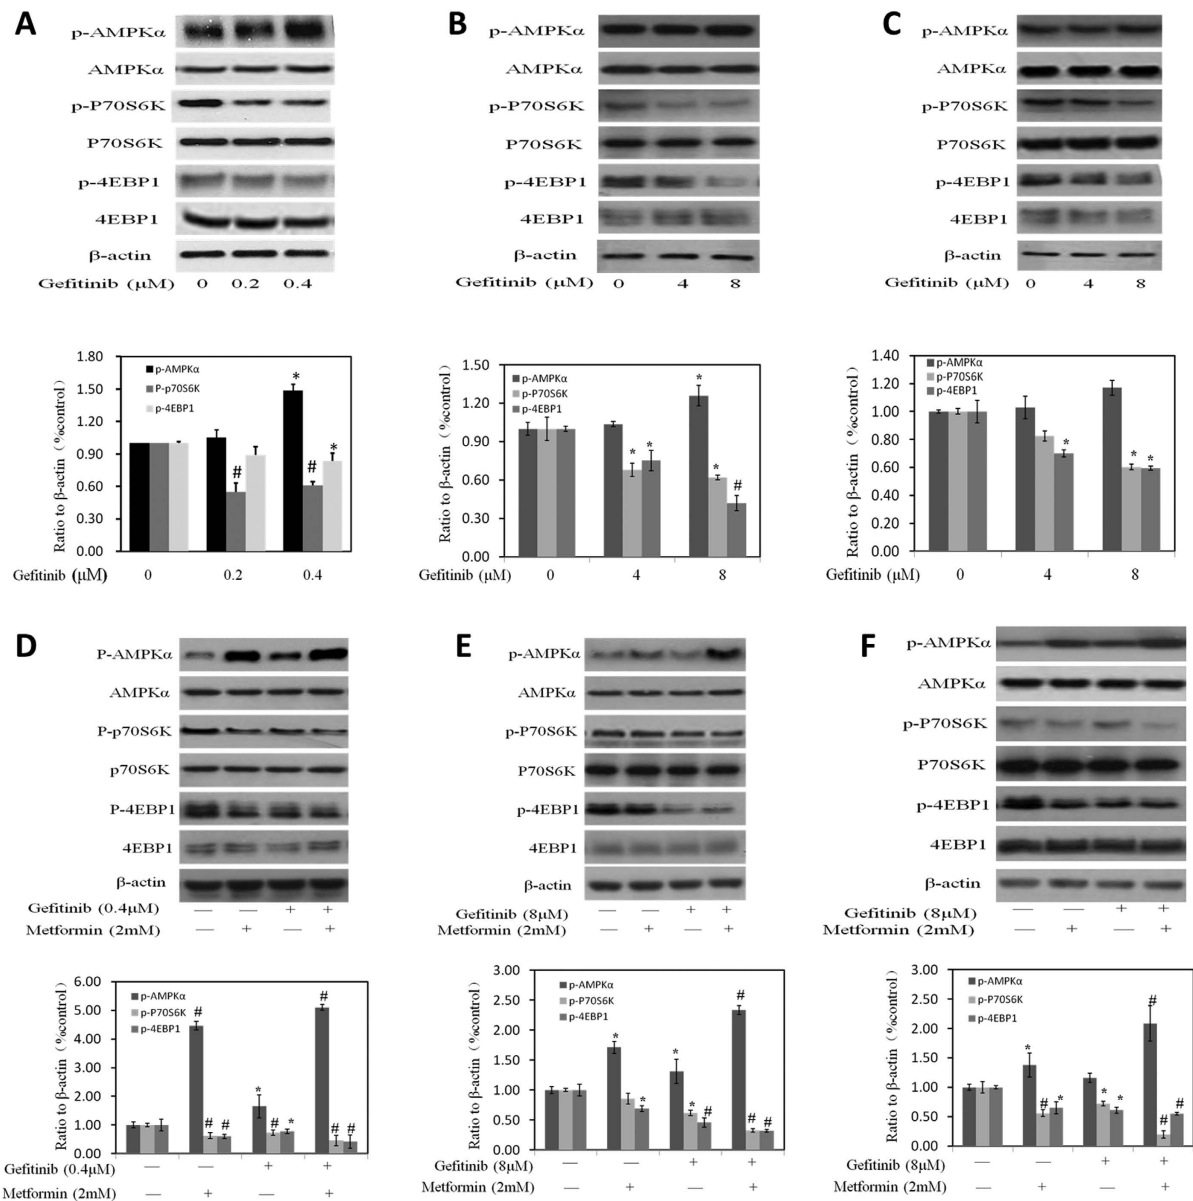 A
p-AMPKα
AMPKα
p-P70S6K
P70S6K
p-4EBP1
4EBP1
β-actin
Gefitinib (μM) 0 0.2 0.4
B
p-AMPKα
AMPKα
p-P70S6K
P70S6K
p-4EBP1
4EBP1
β-actin
Gefitinib (μM) 0 4 8
C
p-AMPKα
AMPKα
p-P70S6K
P70S6K
p-4EBP1
4EBP1
β-actin
Gefitinib (μM) 0 4 8
Ratio to β-actin (%control)
1.80
1.50
1.20
0.90
0.60
0.30
0.00
p-AMPKα
P-p70S6K
p-4EBP1
# * # *
Gefitinib (μM) 0 0.2 0.4
Ratio to β-actin (%control)
1.50
1.20
0.90
0.60
0.30
0.00
p-AMPKα
p-P70S6K
p-4EBP1
* * * * #
Gefitinib (μM) 0 4 8
Ratio to β-actin (%control)
1.40
1.20
1.00
0.80
0.60
0.40
0.20
0.00
p-AMPKα
p-P70S6K
p-4EBP1
* * *
Gefitinib (μM) 0 4 8
D
P-AMPKα
AMPKα
P-p70S6K
p70S6K
P-4EBP1
4EBP1
β-actin
Gefitinib (0.4μM) — — + +
Metformin (2mM) — + — +
E
p-AMPKα
AMPKα
p-P70S6K
P70S6K
p-4EBP1
4EBP1
β-actin
Gefitinib (8μM) — — + +
Metformin (2mM) — + — +
F
p-AMPKα
AMPKα
p-P70S6K
P70S6K
p-4EBP1
4EBP1
β-actin
Gefitinib (8μM) — — + +
Metformin (2mM) — + — +
Ratio to β-actin (%control)
6.00
5.00
4.00
3.00
2.00
1.00
0.00
p-AMPKα
p-P70S6K
p-4EBP1
# # # * # * # # #
Gefitinib (0.4μM) — — + +
Metformin (2mM) — + — +
Ratio to β-actin (%control)
3.00
2.50
2.00
1.50
1.00
0.50
0.00
p-AMPKα
p-P70S6K
p-4EBP1
* * * * # # # #
Gefitinib (8μM) — — + +
Metformin (2mM) — + — +
Ratio to β-actin (%control)
3.00
2.50
2.00
1.50
1.00
0.50
0.00
p-AMPKα
p-P70S6K
p-4EBP1
* # * * * # # #
Gefitinib (8μM) — — + +
Metformin (2mM) — + — +